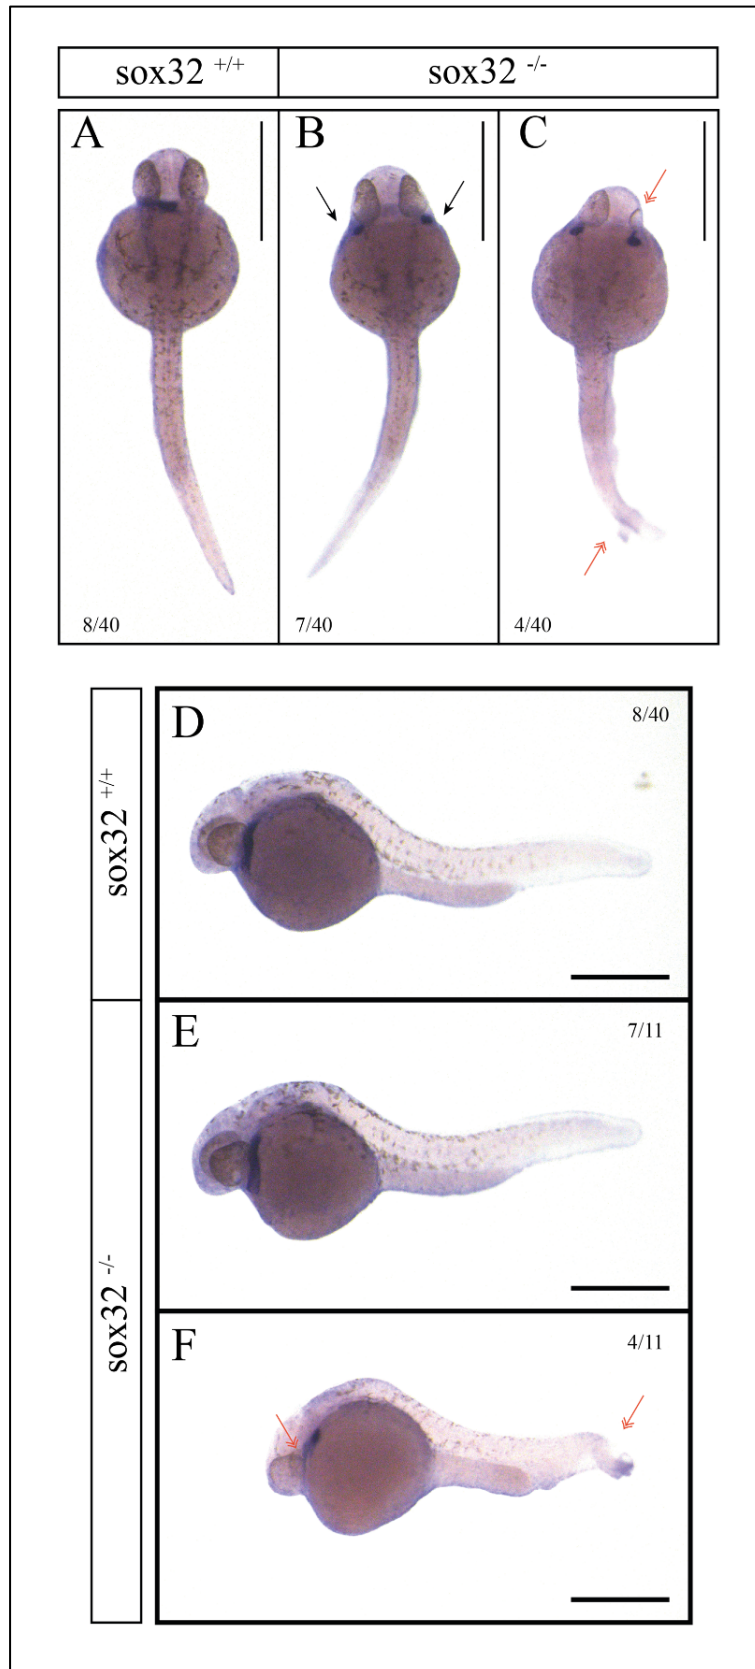 sox32 +/+ sox32 -/-
A B C
8/40 7/40 4/40
D 8/40
sox32 +/+
E 7/11
sox32 -/-
F 4/11